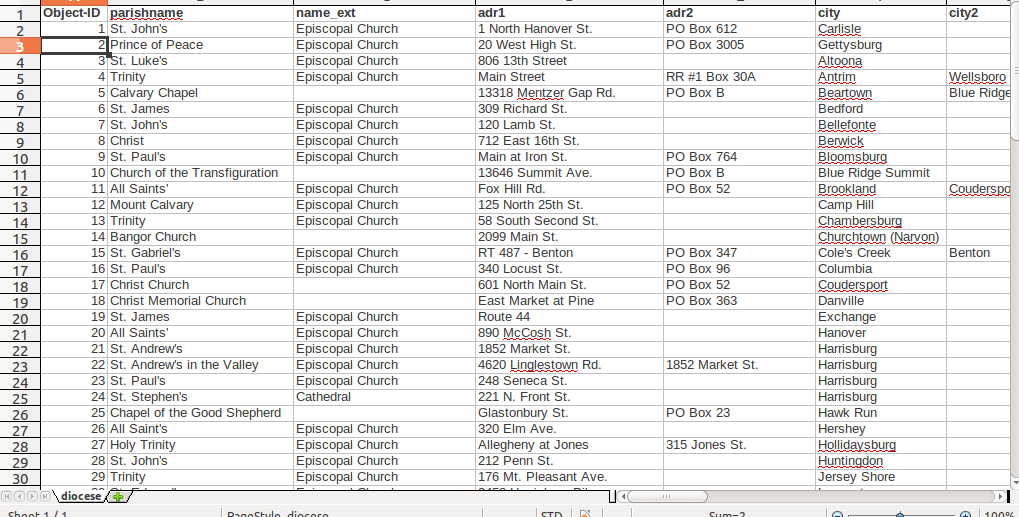 1 Object-ID parishname name_ext adr1 adr2 city city2
2 1 St. John's Episcopal Church 1 North Hanover St. PO Box 612 Carlisle
3 2 Prince of Peace Episcopal Church 20 West High St. PO Box 3005 Gettysburg
4 3 St. Luke's Episcopal Church 806 13th Street Altoona
5 4 Trinity Episcopal Church Main Street RR #1 Box 30A Antrim Wellsboro
6 5 Calvary Chapel 13318 Mentzer Gap Rd. PO Box B Beartown Blue Ridge
7 6 St. James Episcopal Church 309 Richard St. Bedford
8 7 St. John's Episcopal Church 120 Lamb St. Bellefonte
9 8 Christ Episcopal Church 712 East 16th St. Berwick
10 9 St. Paul's Episcopal Church Main at Iron St. PO Box 764 Bloomsburg
11 10 Church of the Transfiguration 13646 Summit Ave. PO Box B Blue Ridge Summit
12 11 All Saints' Episcopal Church Fox Hill Rd. PO Box 52 Brookland Couderspo
13 12 Mount Calvary Episcopal Church 125 North 25th St. Camp Hill
14 13 Trinity Episcopal Church 58 South Second St. Chambersburg
15 14 Bangor Church 2099 Main St. Churchtown (Narvon)
16 15 St. Gabriel's Episcopal Church RT 487 - Benton PO Box 347 Cole's Creek Benton
17 16 St. Paul's Episcopal Church 340 Locust St. PO Box 96 Columbia
18 17 Christ Church 601 North Main St. PO Box 52 Coudersport
19 18 Christ Memorial Church East Market at Pine PO Box 363 Danville
20 19 St. James Episcopal Church Route 44 Exchange
21 20 All Saints' Episcopal Church 890 McCosh St. Hanover
22 21 St. Andrew's Episcopal Church 1852 Market St. Harrisburg
23 22 St. Andrew's in the Valley Episcopal Church 4620 Linglestown Rd. 1852 Market St. Harrisburg
24 23 St. Paul's Episcopal Church 248 Seneca St. Harrisburg
25 24 St. Stephen's Cathedral 221 N. Front St. Harrisburg
26 25 Chapel of the Good Shepherd Glastonbury St. PO Box 23 Hawk Run
27 26 All Saint's Episcopal Church 320 Elm Ave. Hershey
28 27 Holy Trinity Episcopal Church Allegheny at Jones 315 Jones St. Hollidaysburg
29 28 St. John's Episcopal Church 212 Penn St. Huntingdon
30 29 Trinity Episcopal Church 176 Mt. Pleasant Ave. Jersey Shore
diocese
Sheet 1 / 1 PageStyle_diocese STD Sum=2 100%